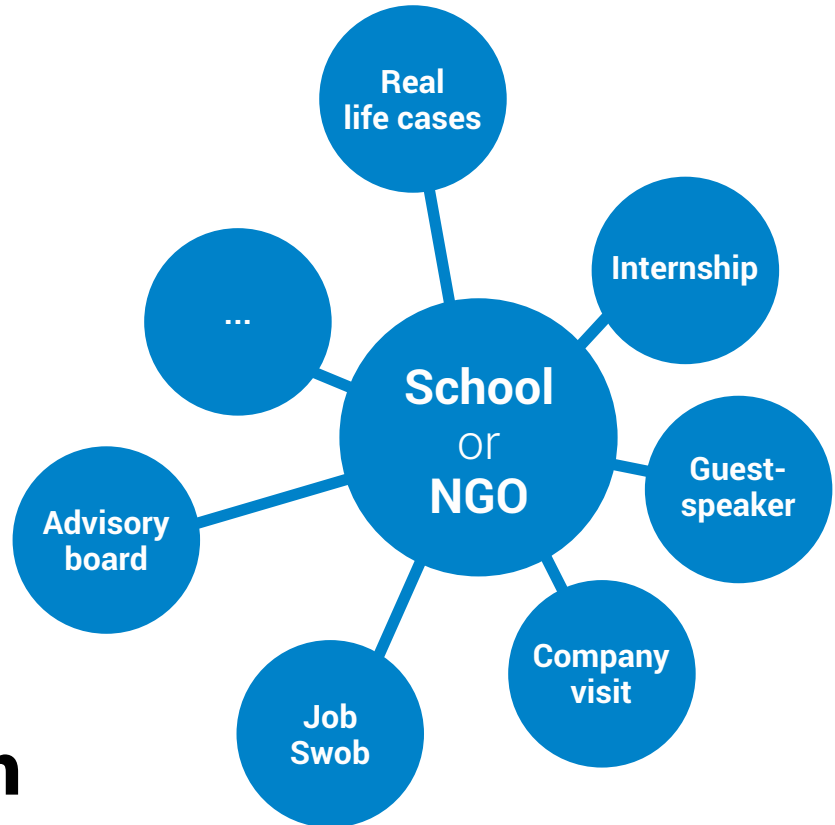 Real
life cases
Internship
...
School
or
NGO
Guest-
speaker
Advisory
board
Company
visit
Job
Swob
n